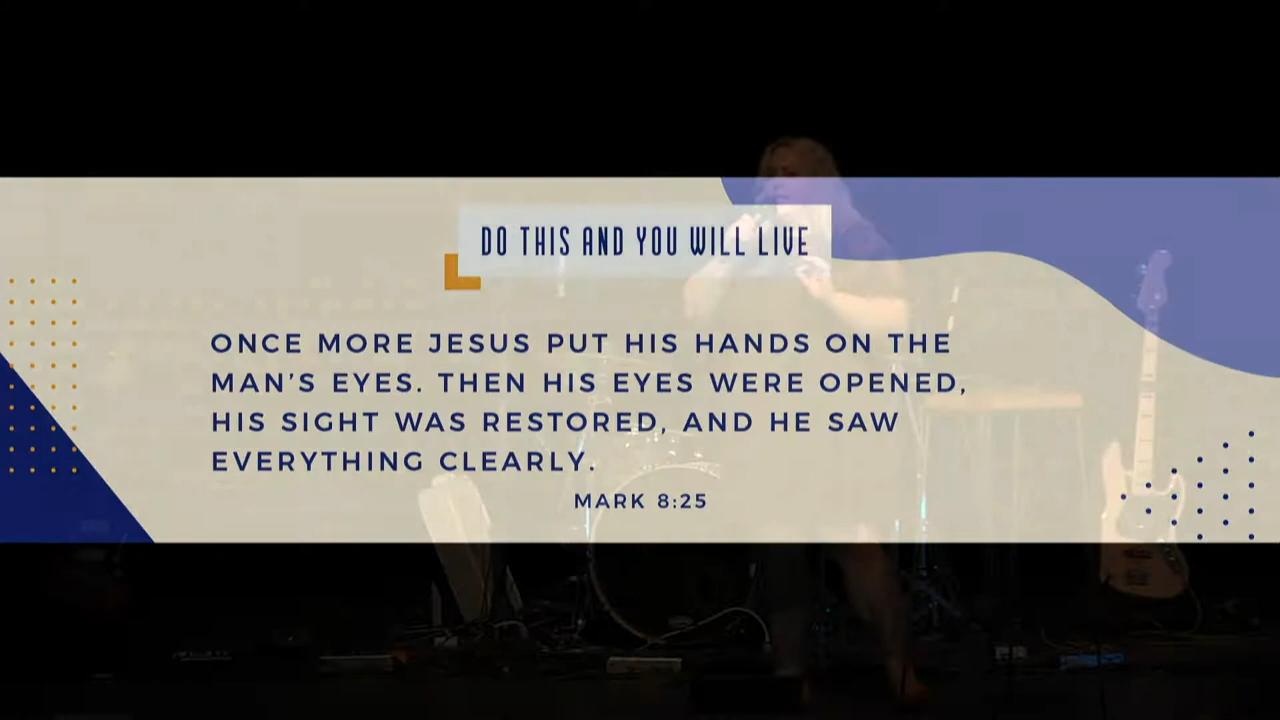 DO THIS AND YOU WILL LIVE
ONCE MORE JESUS PUT HIS HANDS ON THE
MAN'S EYES. THEN HIS EYES WERE OPENED,
HIS SIGHT WAS RESTORED, AND HE SAW
EVERYTHING CLEARLY.
MARK 8:25